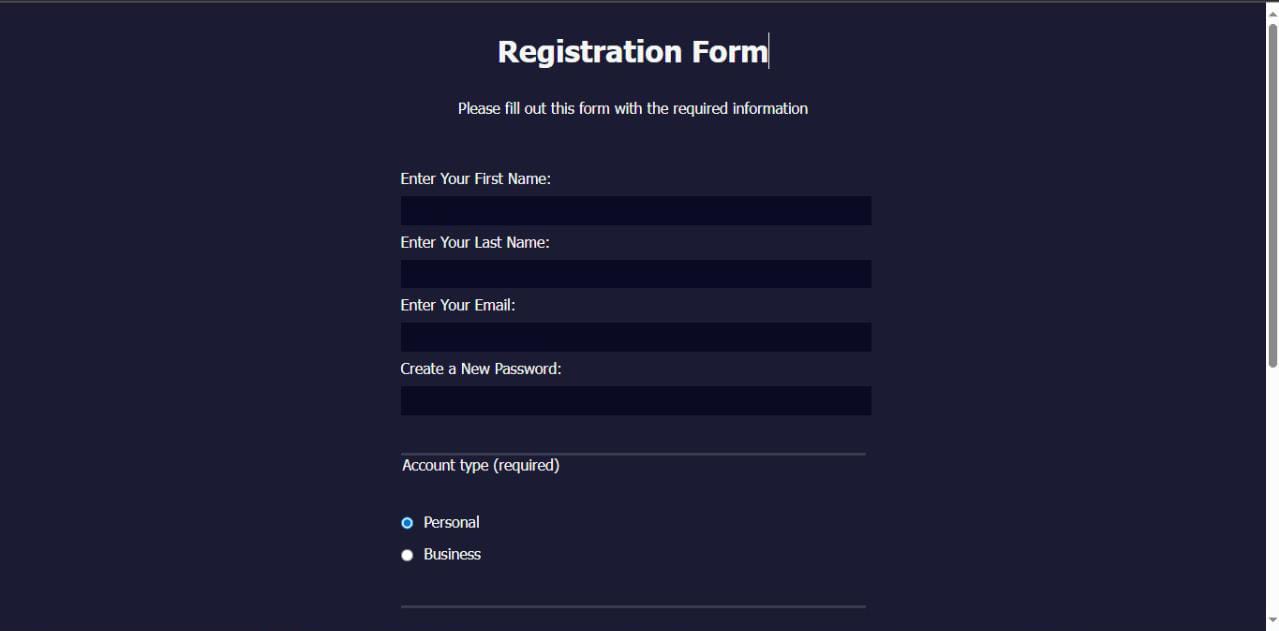 Registration Form
Please fill out this form with the required information
Enter Your First Name:
Enter Your Last Name:
Enter Your Email:
Create a New Password:
Account type (required)
Personal
Business